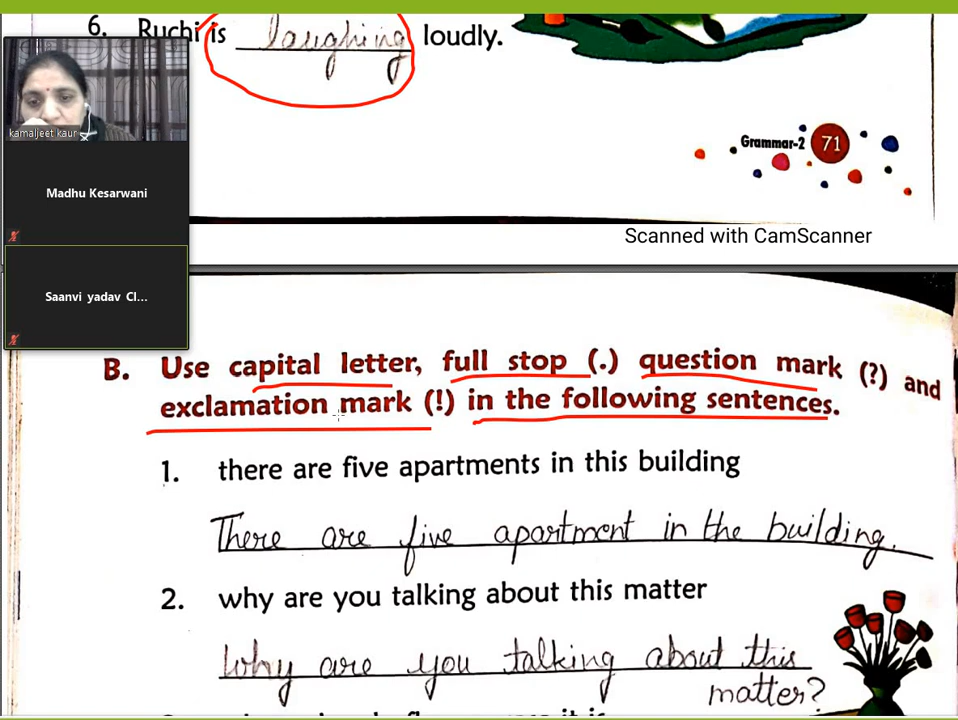 6. Ruchi is laughing loudly.
kamaljeet kaur
Madhu Kesarwani
Grammar-2 71
Scanned with CamScanner
Saanvi yadav Cl...
B. Use capital letter, full stop (.) question mark (?) and
exclamation mark (!) in the following sentences.
1. there are five apartments in this building
There are five apartment in the building.
2. why are you talking about this matter
Why are you talking about this
matter?